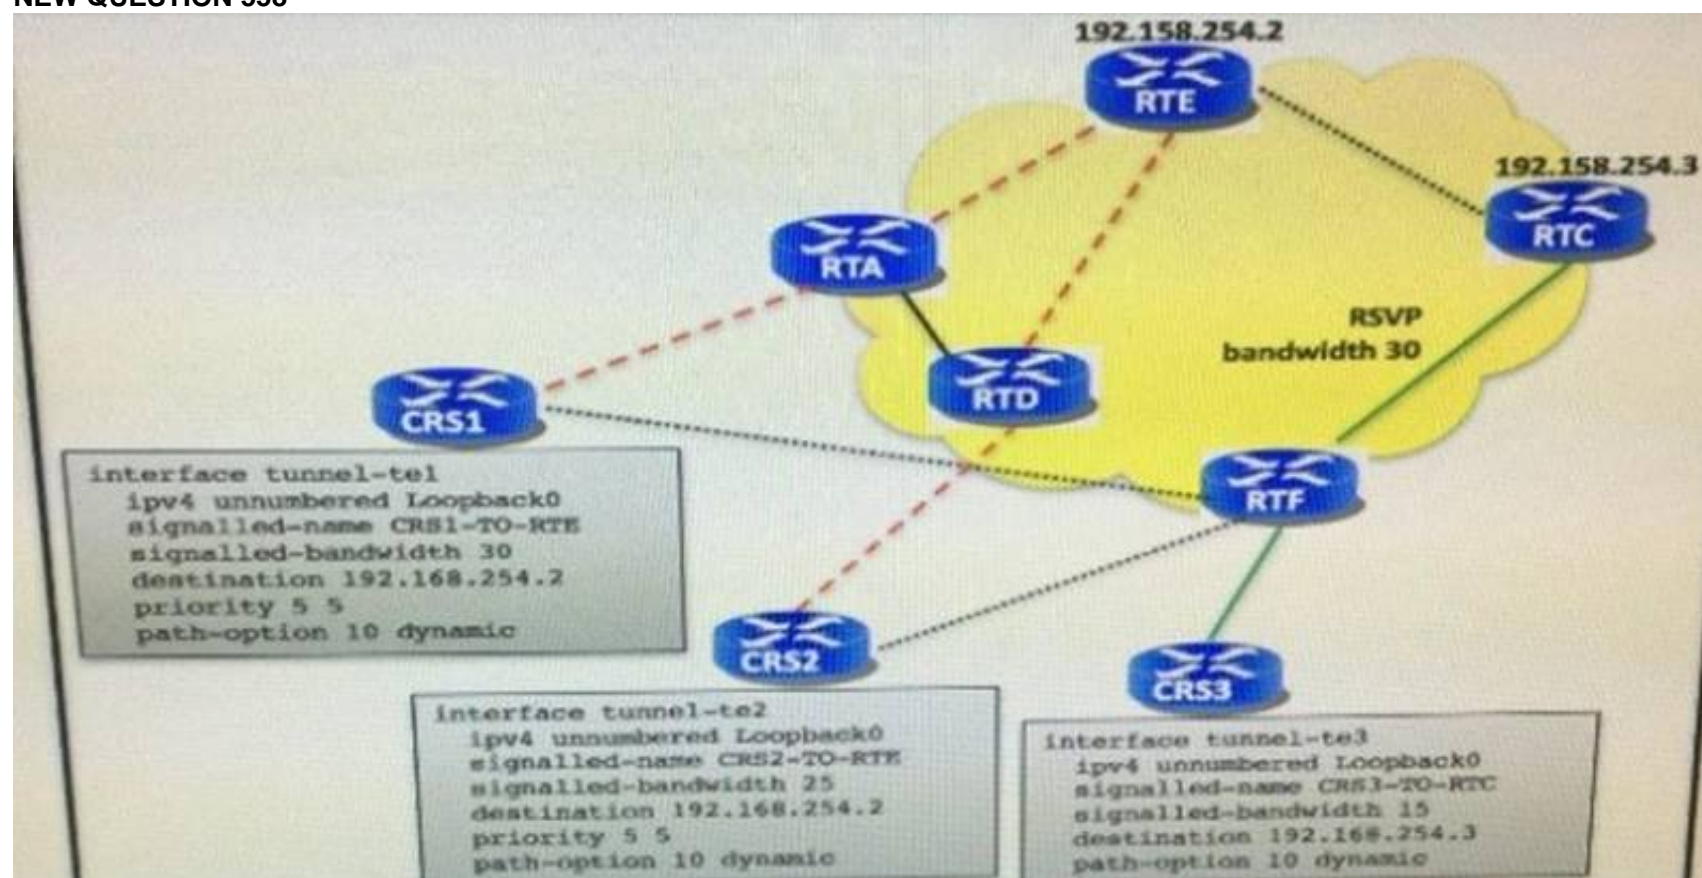 NEW QUESTION 538
192.158.254.2
RTE
192.158.254.3
RTC
RTA
RSVP
bandwidth 30
RTD
CRS1
RTF
interface tunnel-te1
ipv4 unnumbered Loopback0
signalled-name CRS1-TO-RTE
signalled-bandwidth 30
destination 192.168.254.2
priority 5 5
path-option 10 dynamic
CRS2
CRS3
interface tunnel-te2
ipv4 unnumbered Loopback0
signalled-name CRS2-TO-RTE
signalled-bandwidth 25
destination 192.168.254.2
priority 5 5
path-option 10 dynamic
interface tunnel-te3
ipv4 unnumbered Loopback0
signalled-name CRS3-TO-RTC
signalled-bandwidth 15
destination 192.168.254.3
path-option 10 dynamic